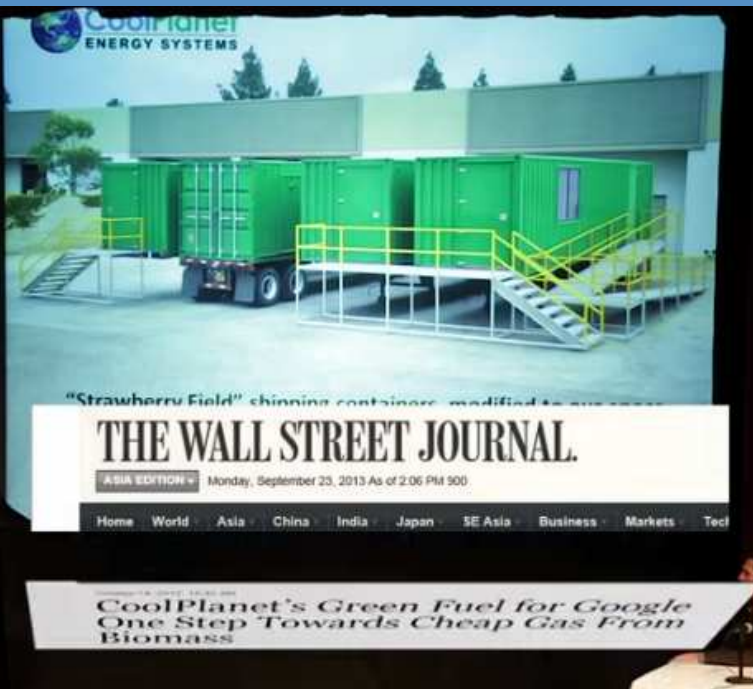 CoolPlanet
ENERGY SYSTEMS
"Strawberry Field" shipping containers, modified to our specs
THE WALL STREET JOURNAL.
ASIA EDITION Monday, September 23, 2013 As of 2:06 PM 900
Home World Asia China India Japan SE Asia Business Markets Tech
CoolPlanet's Green Fuel for Google
One Step Towards Cheap Gas From
Biomass